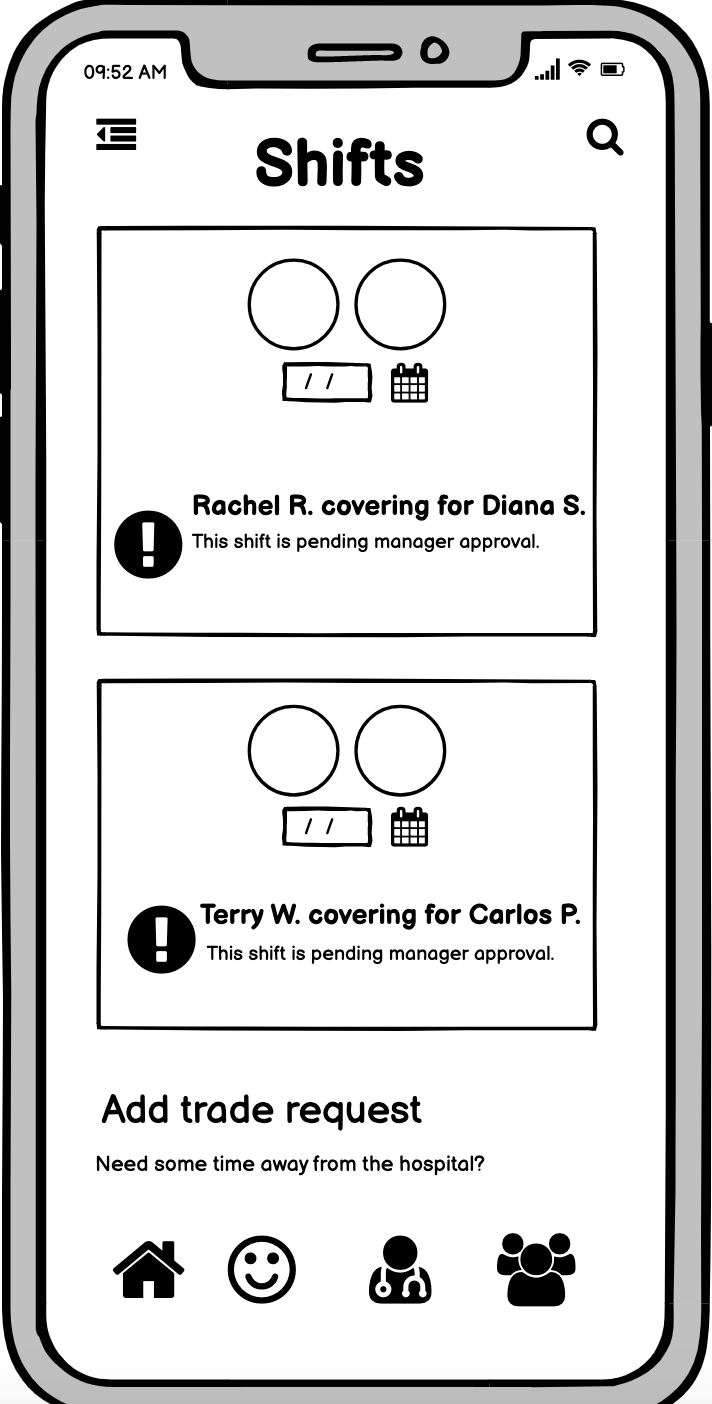 09:52 AM
Shifts
/ /
Rachel R. covering for Diana S.
This shift is pending manager approval.
/ /
Terry W. covering for Carlos P.
This shift is pending manager approval.
Add trade request
Need some time away from the hospital?